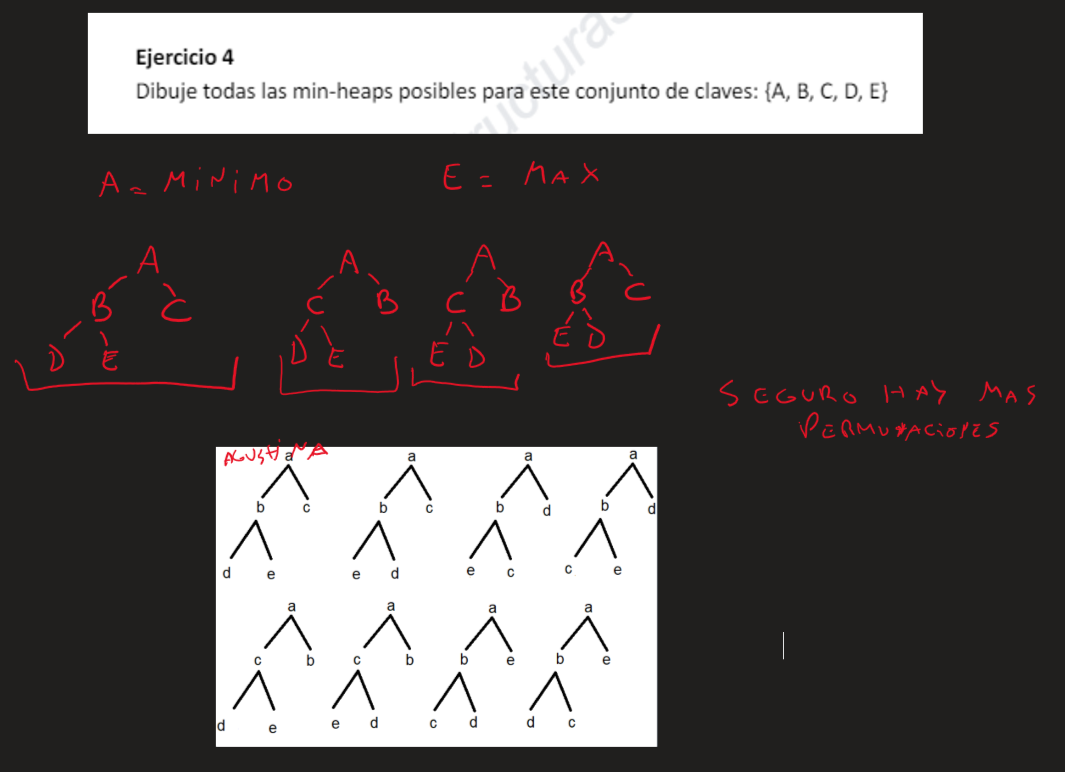 Ejercicio 4
Dibuje todas las min-heaps posibles para este conjunto de claves: {A, B, C, D, E}
A = MiNiMO E = MAX
A A A A
B C C B C B B C
D E D E E D E D
SEGURO HAY MAS
PERMUTACIONES
AGUSTiNA
a a a a
b c b c b d b d
d e e d e c c e
a a a a
c b c b b e b e
d e e d c d d c